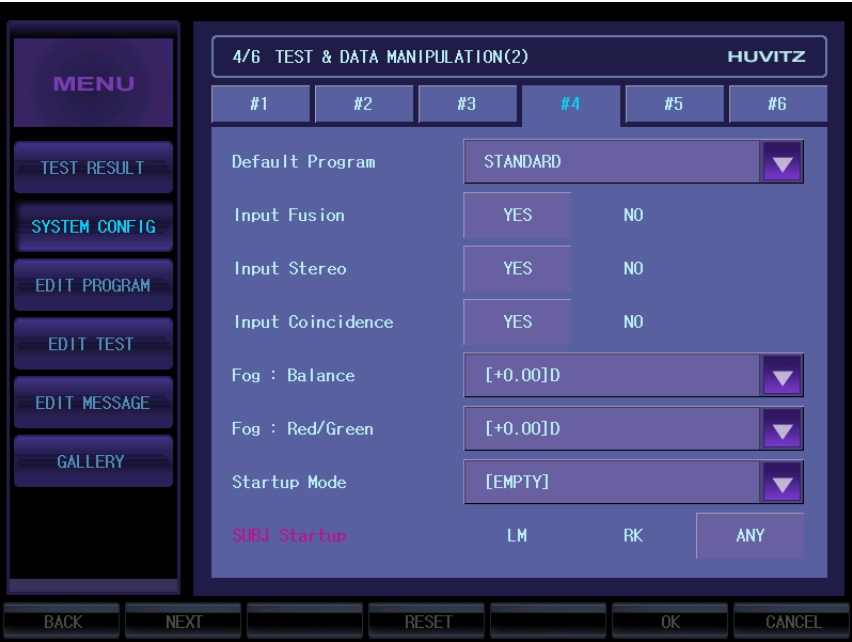 MENU
TEST RESULT
SYSTEM CONFIG
EDIT PROGRAM
EDIT TEST
EDIT MESSAGE
GALLERY
4/6 TEST & DATA MANIPULATION(2) HUVITZ
#1 #2 #3 #4 #5 #6
Default Program STANDARD
Input Fusion YES NO
Input Stereo YES NO
Input Coincidence YES NO
Fog : Balance [+0.00]D
Fog : Red/Green [+0.00]D
Startup Mode [EMPTY]
SUBJ Startup LM RK ANY
BACK NEXT RESET OK CANCEL